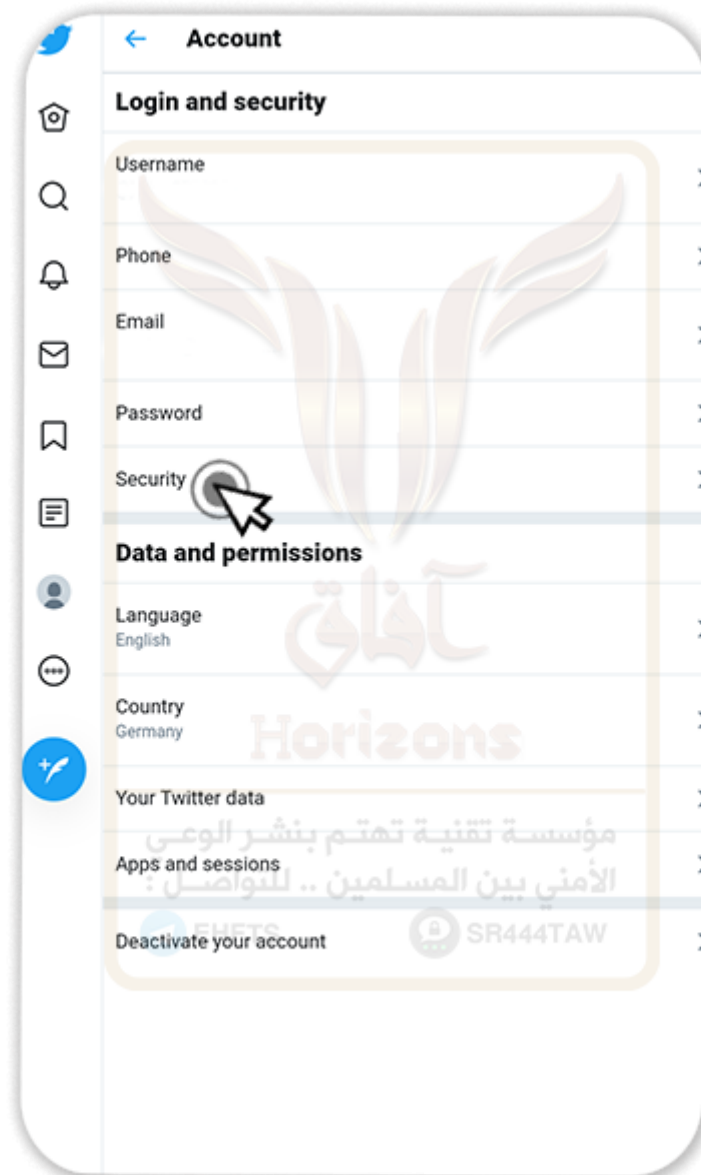 Account
Login and security
Username
Phone
Email
Password
Security
Data and permissions
Language
English
آفاق
Country
Germany
Horizons
Your Twitter data
مؤسسة تقنية تهتم بنشر الوعي
Apps and sessions
الأمني بين المسلمين .. للتواصل :
EHETS
SR444TAW
Deactivate your account